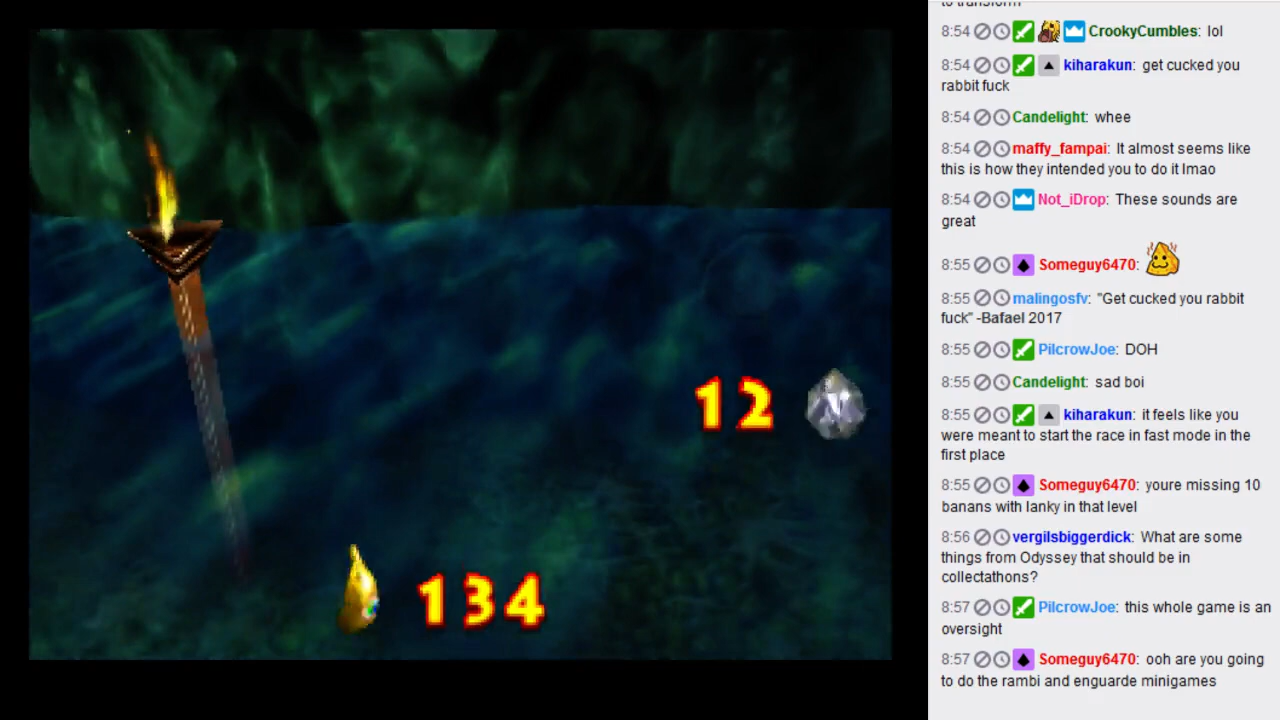 to transform
8:54 CrookyCumbles: lol
8:54 kiharakun: get cucked you
rabbit fuck
8:54 Candelight: whee
8:54 maffy_fampai: It almost seems like
this is how they intended you to do it lmao
8:54 Not_iDrop: These sounds are
great
8:55 Someguy6470:
8:55 malingosfv: "Get cucked you rabbit
fuck" -Bafael 2017
8:55 PilcrowJoe: DOH
8:55 Candelight: sad boi
8:55 kiharakun: it feels like you
were meant to start the race in fast mode in the
first place
8:55 Someguy6470: youre missing 10
banans with lanky in that level
8:56 vergilsbiggerdick: What are some
things from Odyssey that should be in
collectathons?
8:57 PilcrowJoe: this whole game is an
oversight
8:57 Someguy6470: ooh are you going
to do the rambi and enguarde minigames
12
134